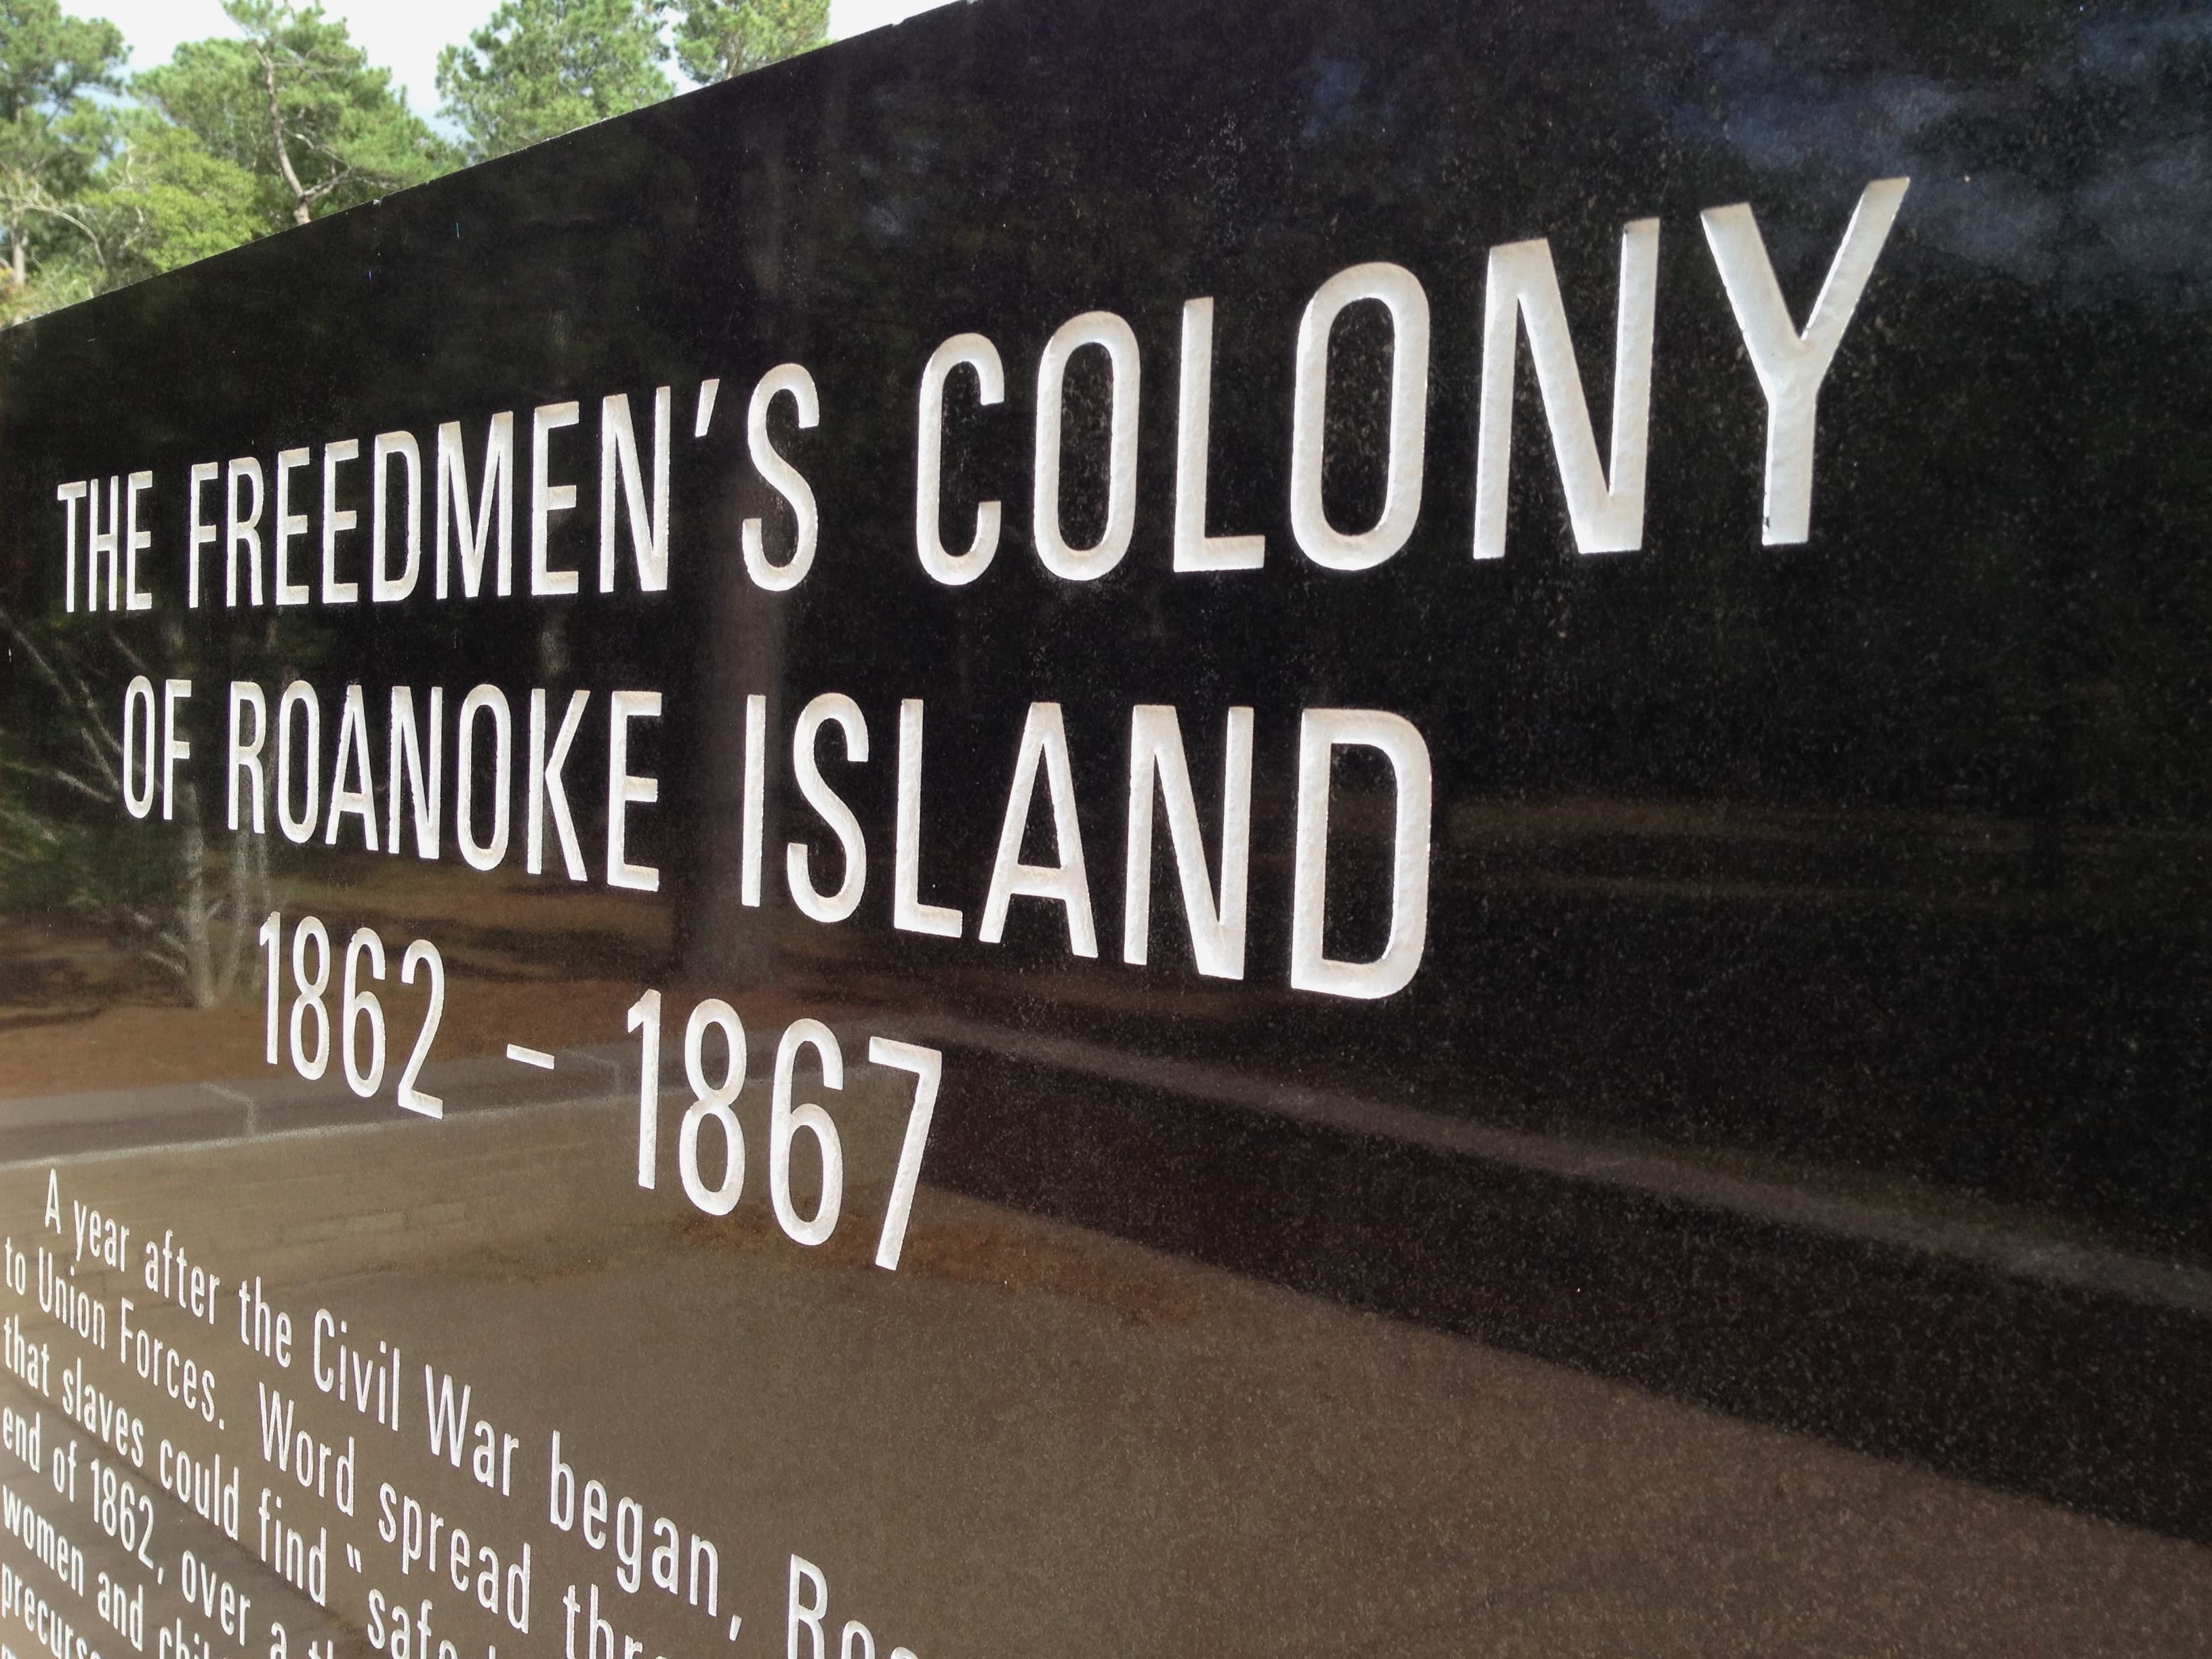 THE FREEDMEN'S COLONY
OF ROANOKE ISLAND
1862 – 1867
A year after the Civil War began,
to Union Forces. Word spread
that slaves could find "
end of 1862, over a
women and